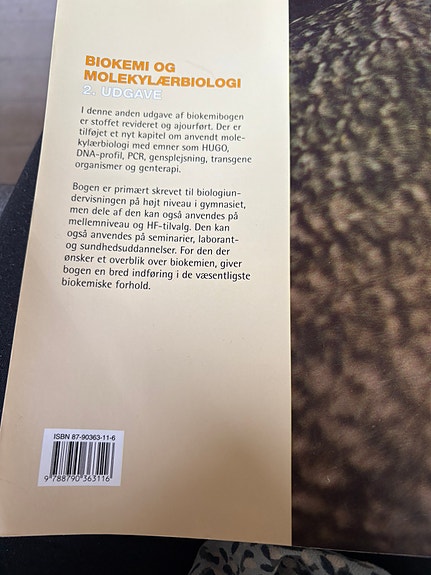 BIOKEMI OG
MOLEKYLÆRBIOLOGI
2. UDGAVE
I denne anden udgave af biokemibogen
er stoffet revideret og ajourført. Der er
tilføjet et nyt kapitel om anvendt mole-
kylærbiologi med emner som HUGO,
DNA-profil, PCR, gensplejsning, transgene
organismer og genterapi.
Bogen er primært skrevet til biologiun-
dervisningen på højt niveau i gymnasiet,
men dele af den kan også anvendes på
mellemniveau og HF-tilvalg. Den kan
også anvendes på seminarier, laborant-
og sundhedsuddannelser. For den der
ønsker et overblik over biokemien, giver
bogen en bred indføring i de væsentligste
biokemiske forhold.
ISBN 87-90363-11-6
9 788790 363116